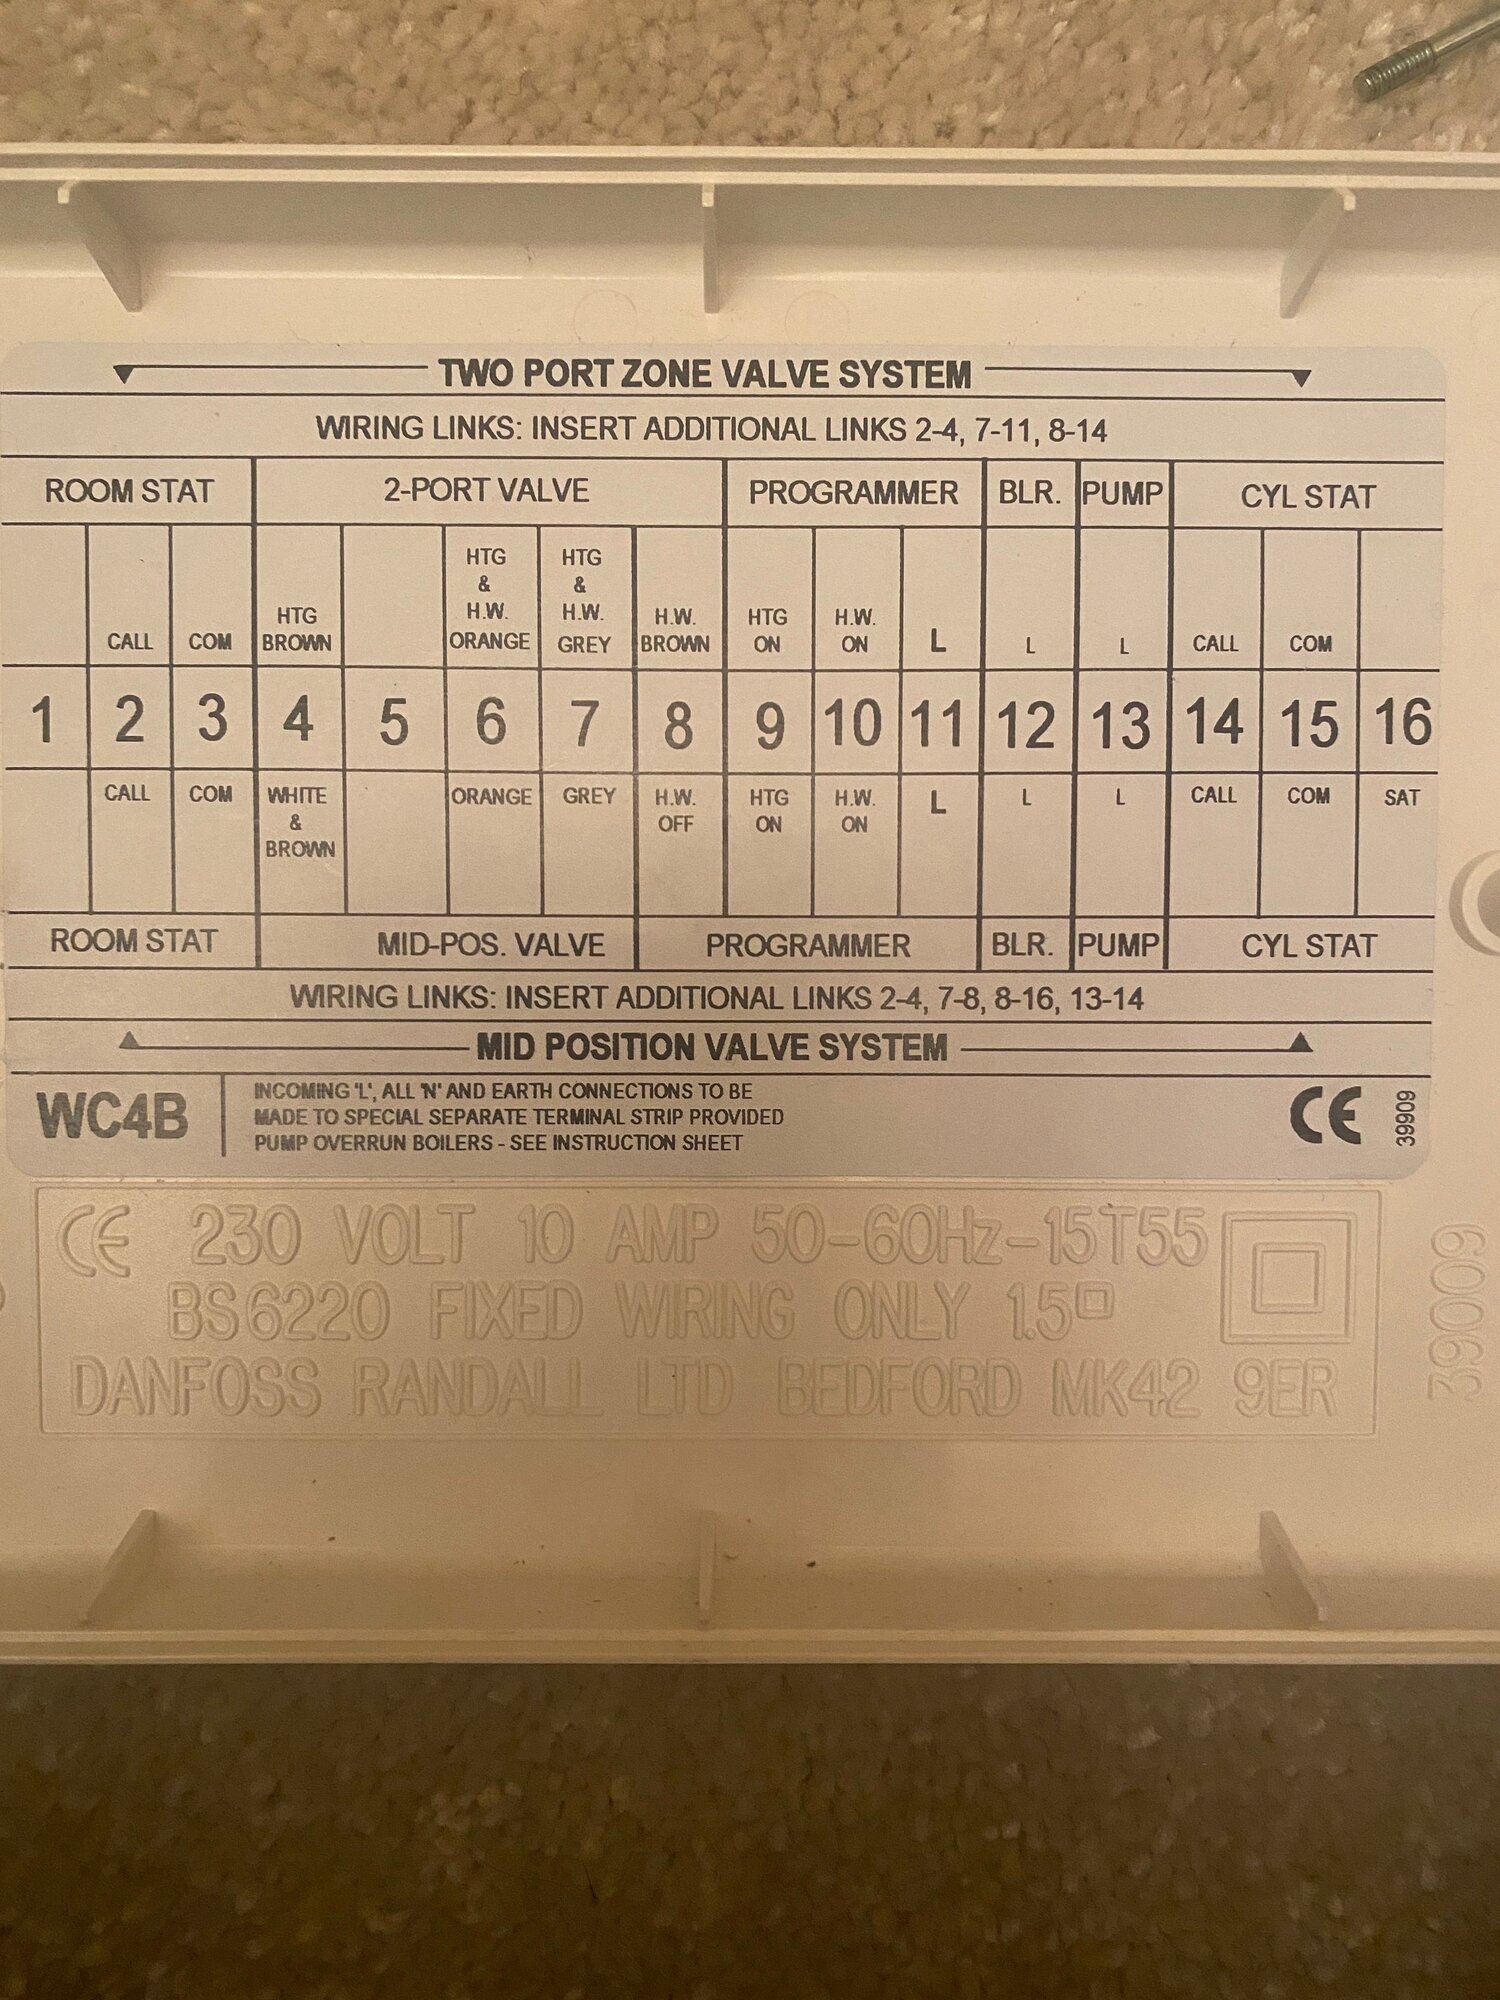 TWO PORT ZONE VALVE SYSTEM
WIRING LINKS: INSERT ADDITIONAL LINKS 2-4, 7-11, 8-14
ROOM STAT 2-PORT VALVE PROGRAMMER BLR. PUMP CYL STAT
CALL COM HTG BROWN HTG & H.W. ORANGE HTG & H.W. GREY H.W. BROWN HTG ON H.W. ON L L L CALL COM
1 2 3 4 5 6 7 8 9 10 11 12 13 14 15 16
CALL COM WHITE & BROWN ORANGE GREY H.W. OFF HTG ON H.W. ON L L L CALL COM SAT
ROOM STAT MID-POS. VALVE PROGRAMMER BLR. PUMP CYL STAT
WIRING LINKS: INSERT ADDITIONAL LINKS 2-4, 7-8, 8-16, 13-14
MID POSITION VALVE SYSTEM
WC4B
INCOMING 'L', ALL 'N' AND EARTH CONNECTIONS TO BE
MADE TO SPECIAL SEPARATE TERMINAL STRIP PROVIDED
PUMP OVERRUN BOILERS - SEE INSTRUCTION SHEET
CE
39909
CE 230 VOLT 10 AMP 50-60Hz-15T55
BS6220 FIXED WIRING ONLY 1.5□
DANFOSS RANDALL LTD BEDFORD MK42 9ER
39009